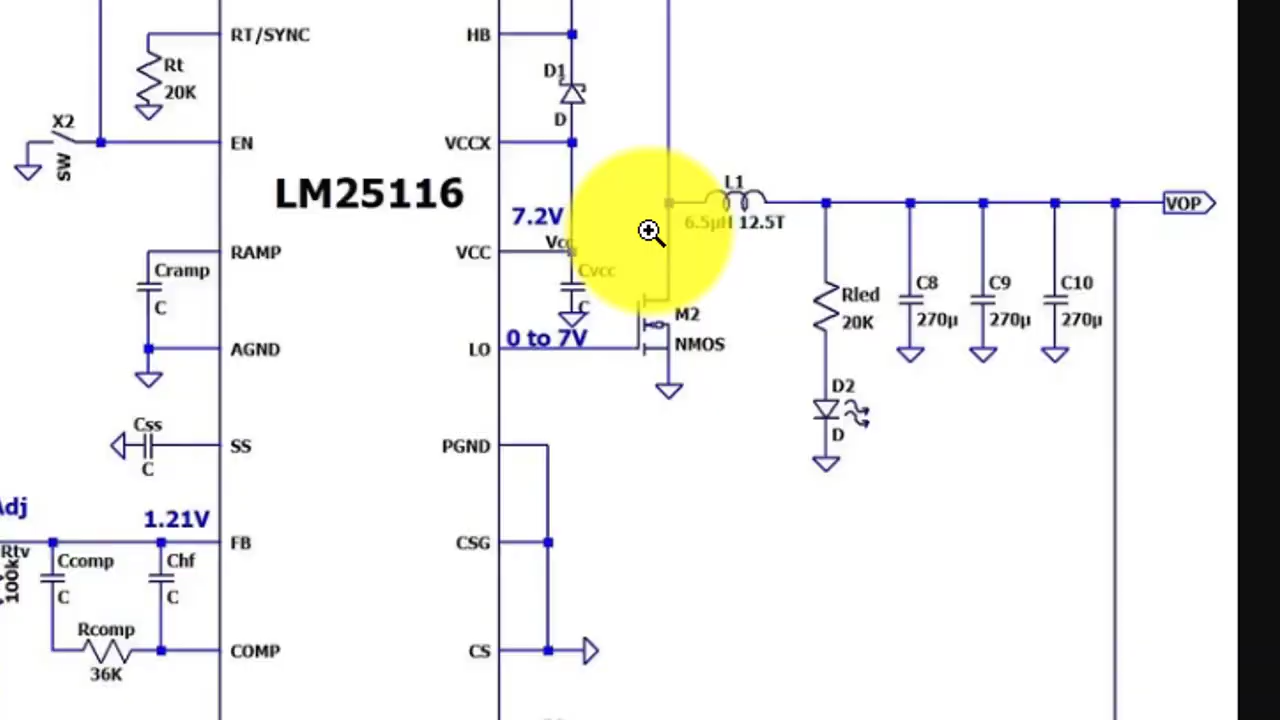 RT/SYNC
HB
Rt
20K
D1
D
X2
SW
EN
VCCX
LM25116
7.2V
L1
6.5µH 12.5T
VOP
RAMP
VCC
Cramp
C
Cvcc
C
Rled
20K
C8
270µ
C9
270µ
C10
270µ
AGND
LO
0 to 7V
M2
NMOS
D2
D
Css
C
SS
PGND
Adj
1.21V
FB
CSG
Rtv
100k
Ccomp
C
Chf
C
Rcomp
36K
COMP
CS